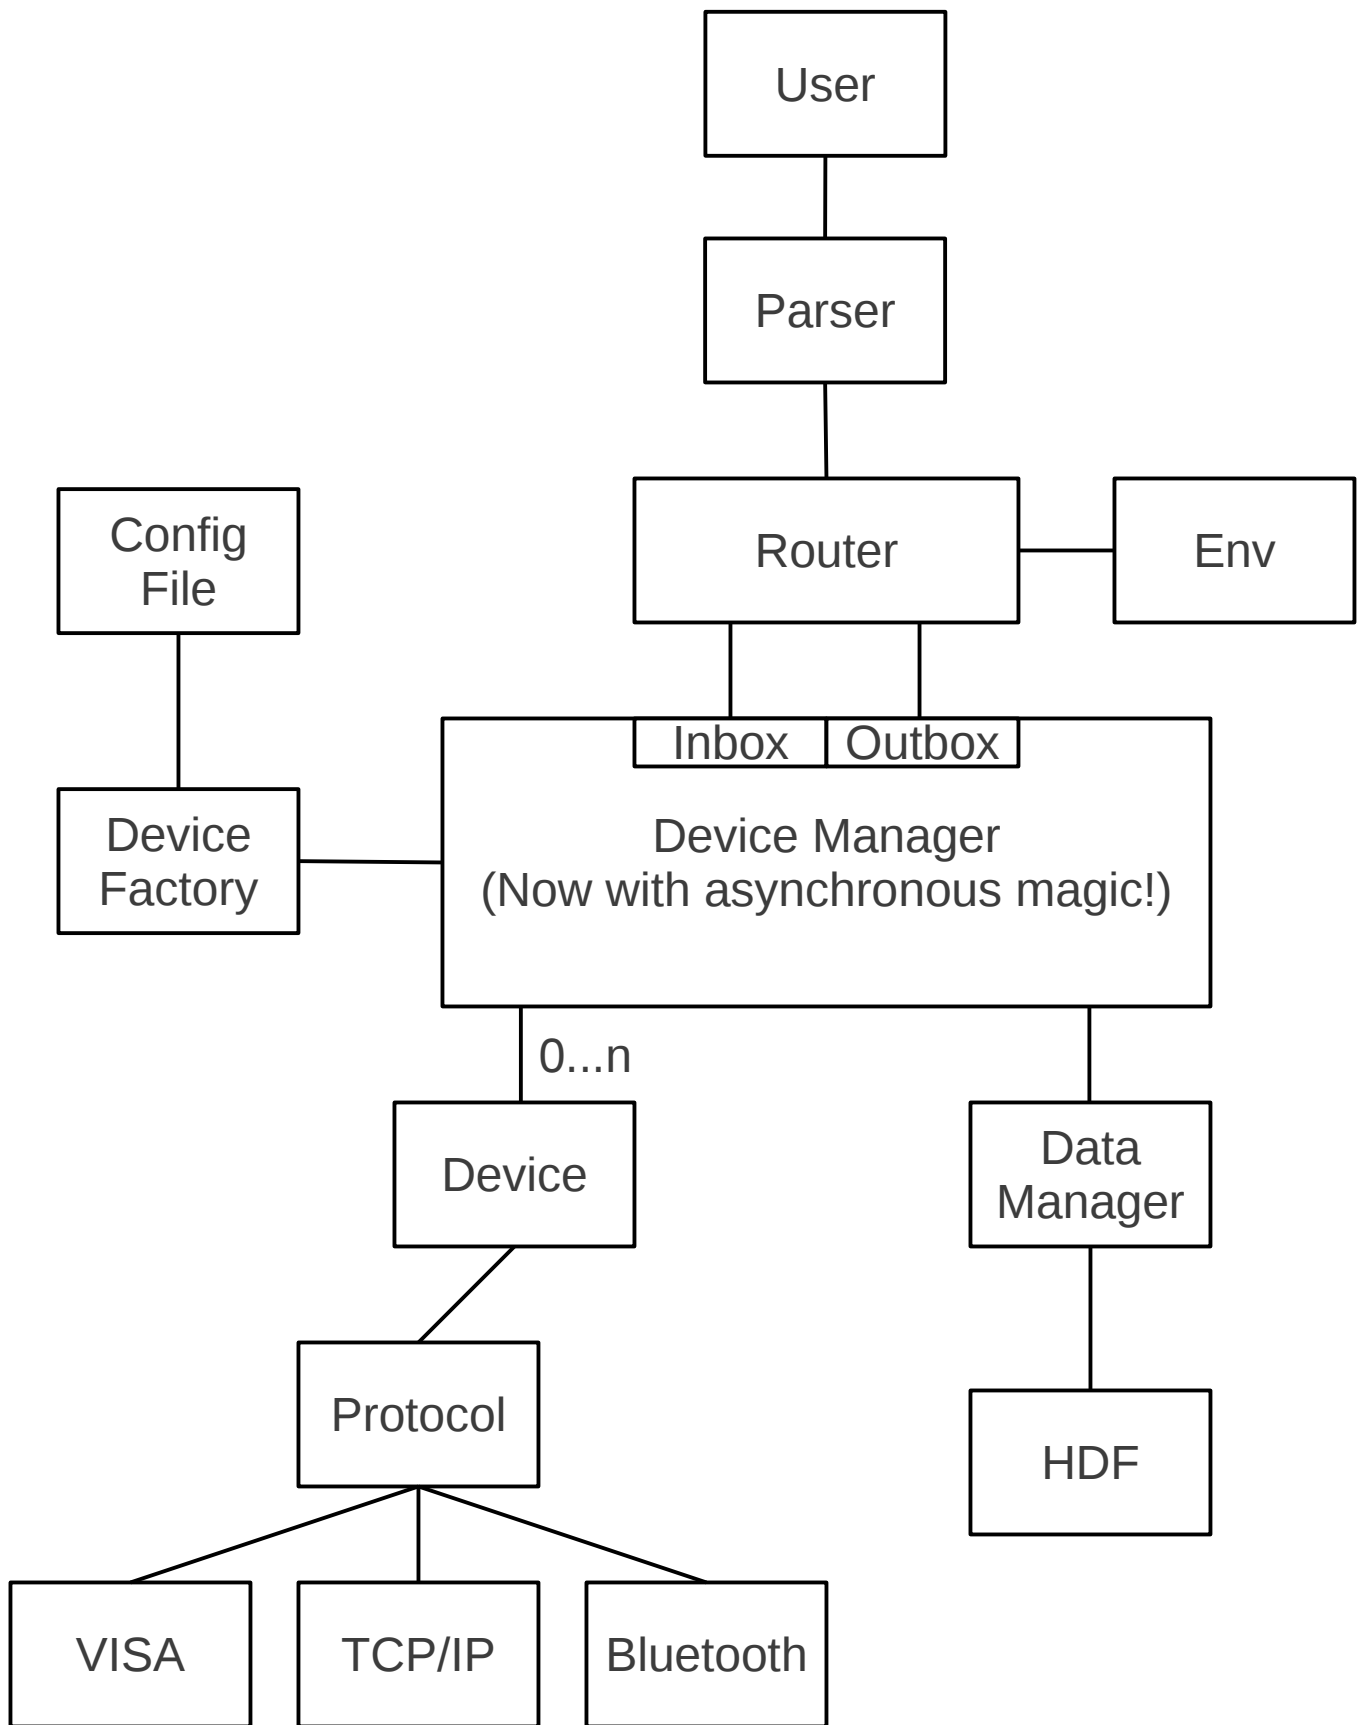 User
Parser
Config
File
Router
Env
Inbox
Outbox
Device
Factory
Device Manager
(Now with asynchronous magic!)
0...n
Device
Data
Manager
Protocol
HDF
VISA
TCP/IP
Bluetooth